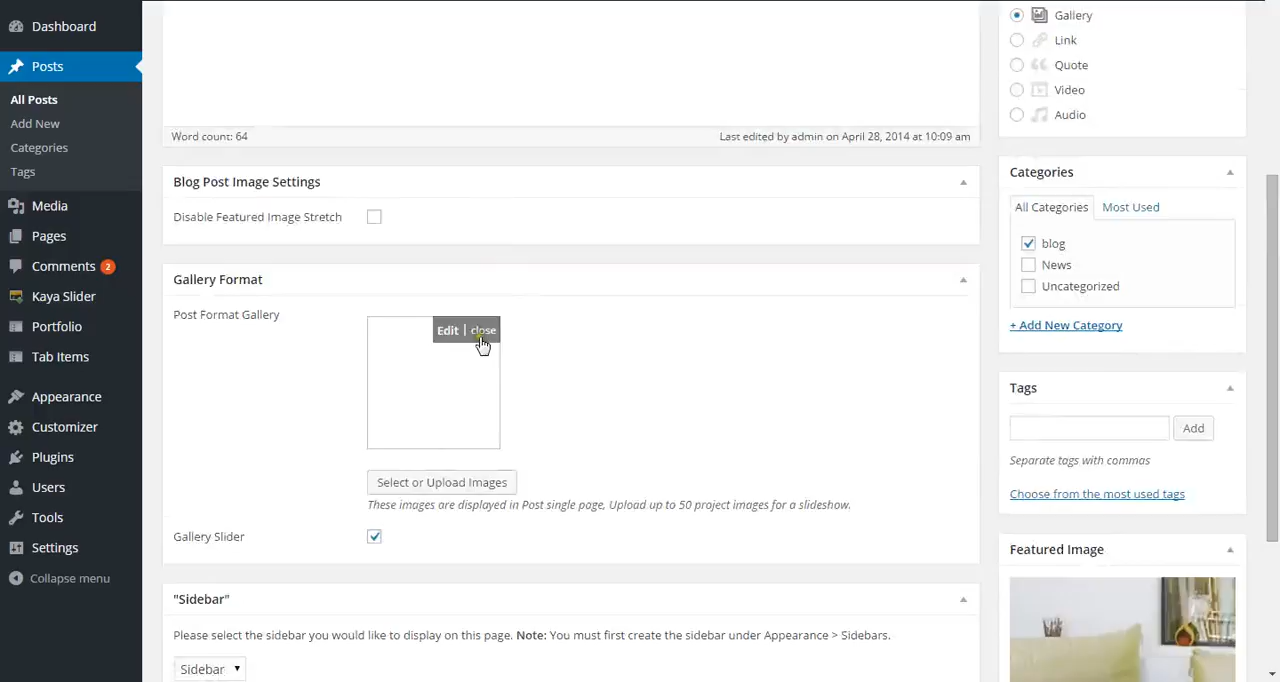 Dashboard
Posts
All Posts
Add New
Categories
Tags
Media
Pages
Comments 2
Kaya Slider
Portfolio
Tab Items
Appearance
Customizer
Plugins
Users
Tools
Settings
Collapse menu
Word count: 64
Last edited by admin on April 28, 2014 at 10:09 am
Blog Post Image Settings
Disable Featured Image Stretch
Gallery Format
Post Format Gallery
Edit | close
Select or Upload Images
These images are displayed in Post single page, Upload up to 50 project images for a slideshow.
Gallery Slider
"Sidebar"
Please select the sidebar you would like to display on this page. Note: You must first create the sidebar under Appearance > Sidebars.
Sidebar
Gallery
Link
Quote
Video
Audio
Categories
All Categories
Most Used
blog
News
Uncategorized
+ Add New Category
Tags
Add
Separate tags with commas
Choose from the most used tags
Featured Image